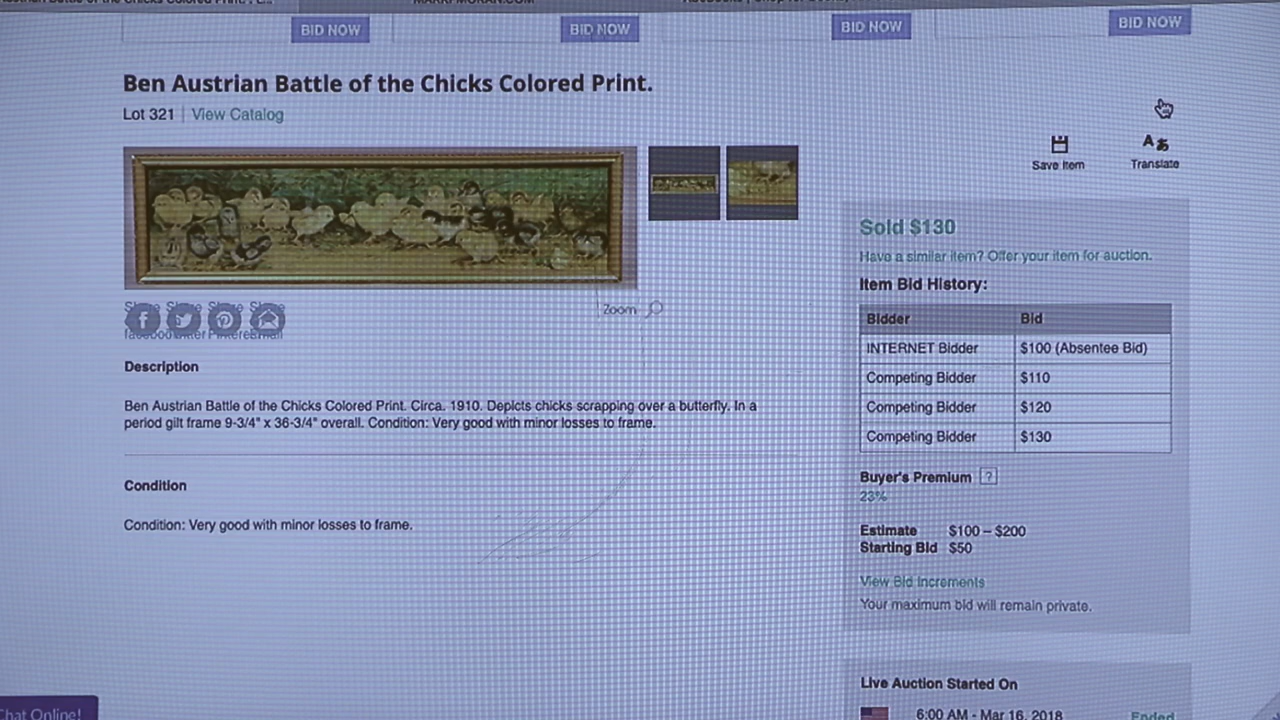 BID NOW
BID NOW
BID NOW
BID NOW
Ben Austrian Battle of the Chicks Colored Print.
Lot 321 | View Catalog
Save Item
Translate
Sold $130
Have a similar item? Offer your item for auction.
Item Bid History:
Bidder Bid
INTERNET Bidder $100 (Absentee Bid)
Competing Bidder $110
Competing Bidder $120
Competing Bidder $130
Zoom
Share Share Share Share
Description
Ben Austrian Battle of the Chicks Colored Print. Circa. 1910. Depicts chicks scrapping over a butterfly. In a
period gilt frame 9-3/4" x 36-3/4" overall. Condition: Very good with minor losses to frame.
Condition
Condition: Very good with minor losses to frame.
Buyer's Premium ?
23%
Estimate $100 – $200
Starting Bid $50
View Bid Increments
Your maximum bid will remain private.
Live Auction Started On
6:00 AM - Mar 16, 2018 Ended
Chat Online!